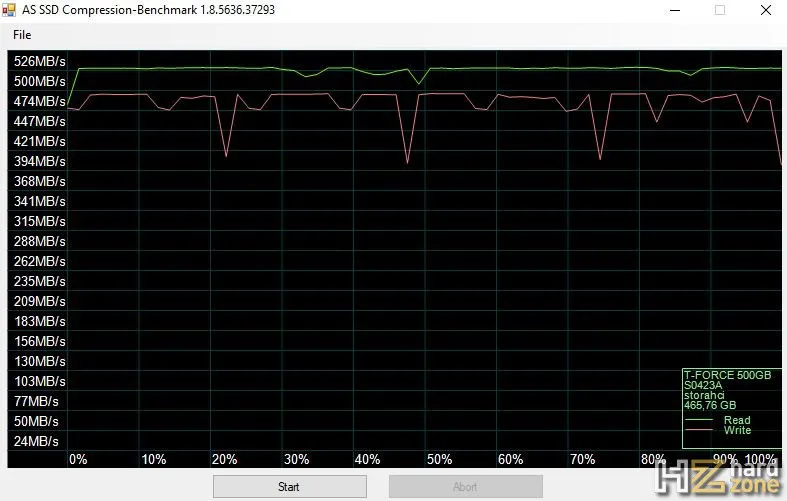 AS SSD Compression-Benchmark 1.8.5636.37293
File
526MB/s
500MB/s
474MB/s
447MB/s
421MB/s
394MB/s
368MB/s
341MB/s
315MB/s
288MB/s
262MB/s
235MB/s
209MB/s
183MB/s
156MB/s
130MB/s
103MB/s
77MB/s
50MB/s
24MB/s
T-FORCE 500GB
S0423A
storahci
465,76 GB
Read
Write
0% 10% 20% 30% 40% 50% 60% 70% 80% 90% 100%
HZ hard zone
Start Abort